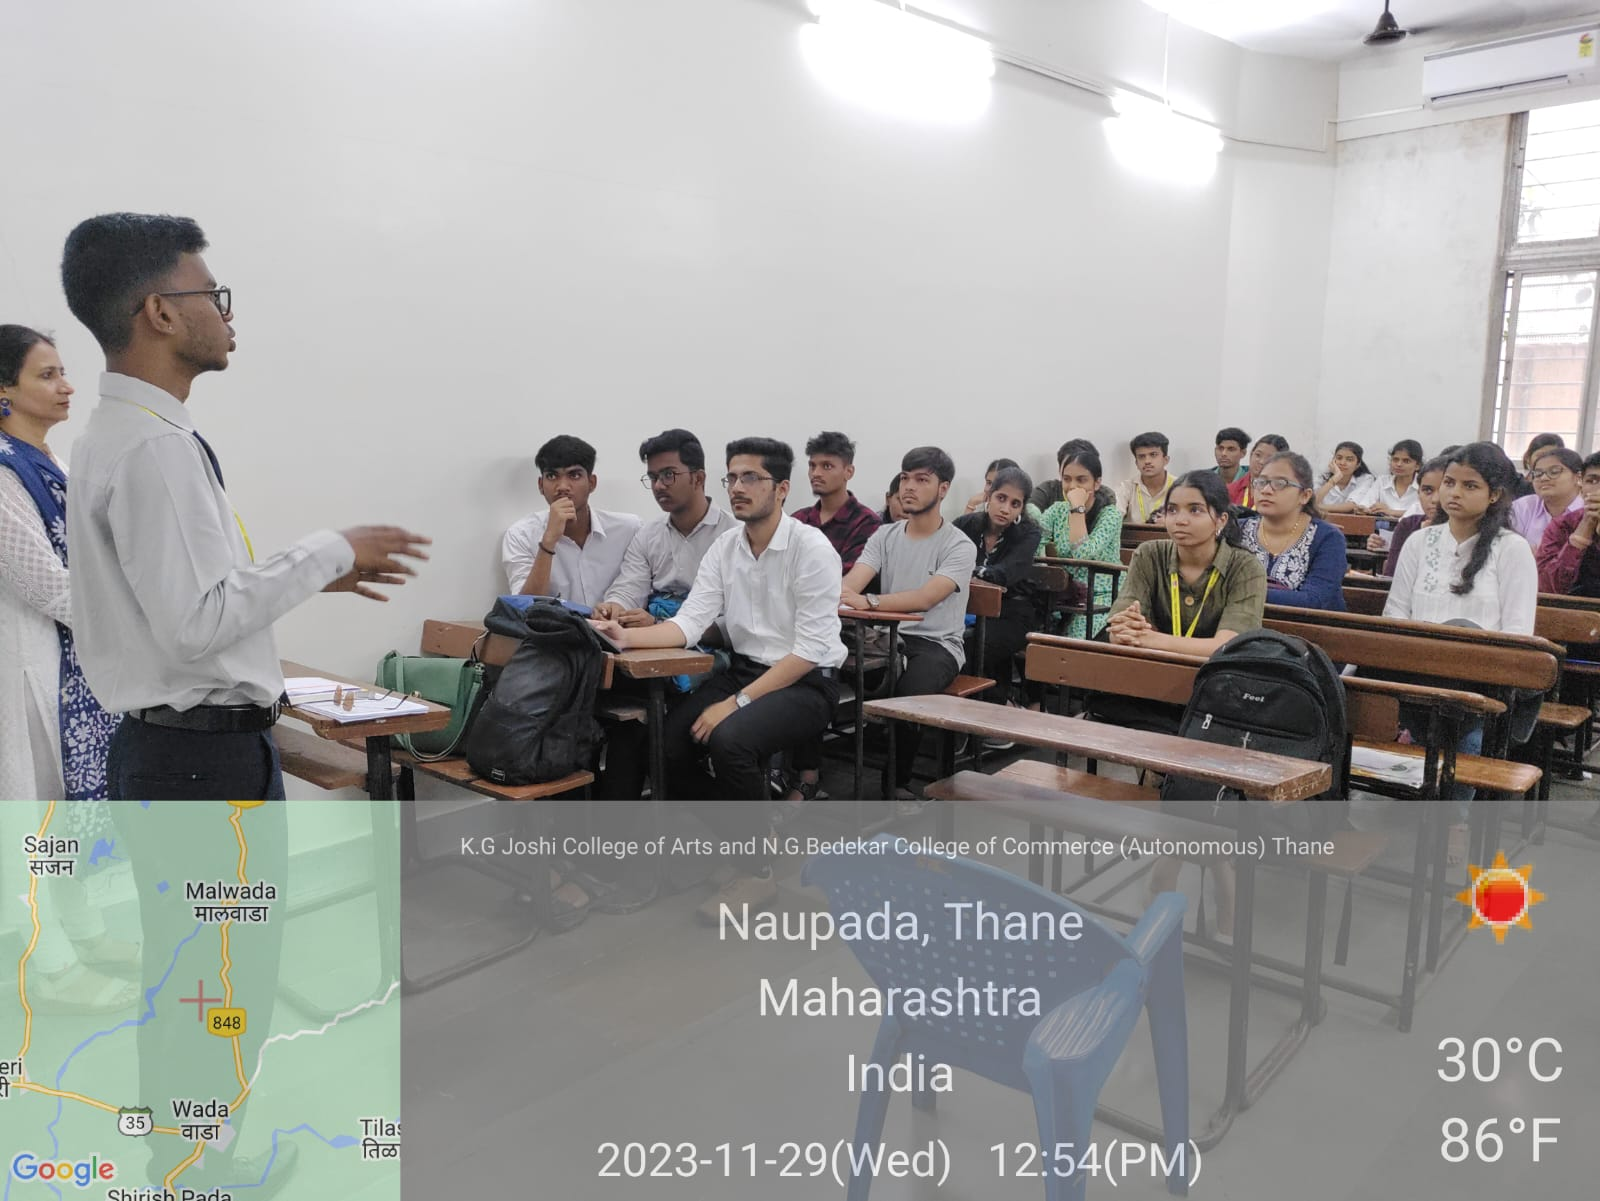 Feel
K.G Joshi College of Arts and N.G.Bedekar College of Commerce (Autonomous) Thane
Naupada, Thane
Maharashtra
India
2023-11-29(Wed) 12:54(PM)
30°C
86°F
Sajan
सजन
Malwada
मालवाडा
848
eri
री
35
Wada
वाडा
Tilas
तिळ
Google
Shirish Pada